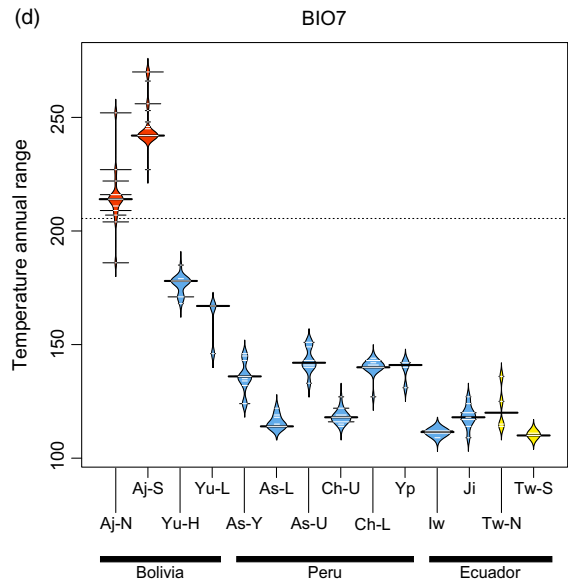 (d) BIO7
Temperature annual range
250
200
150
100
Aj-S Yu-L As-L Ch-U Yp Ji Tw-S
Aj-N Yu-H As-Y As-U Ch-L Iw Tw-N
Bolivia Peru Ecuador